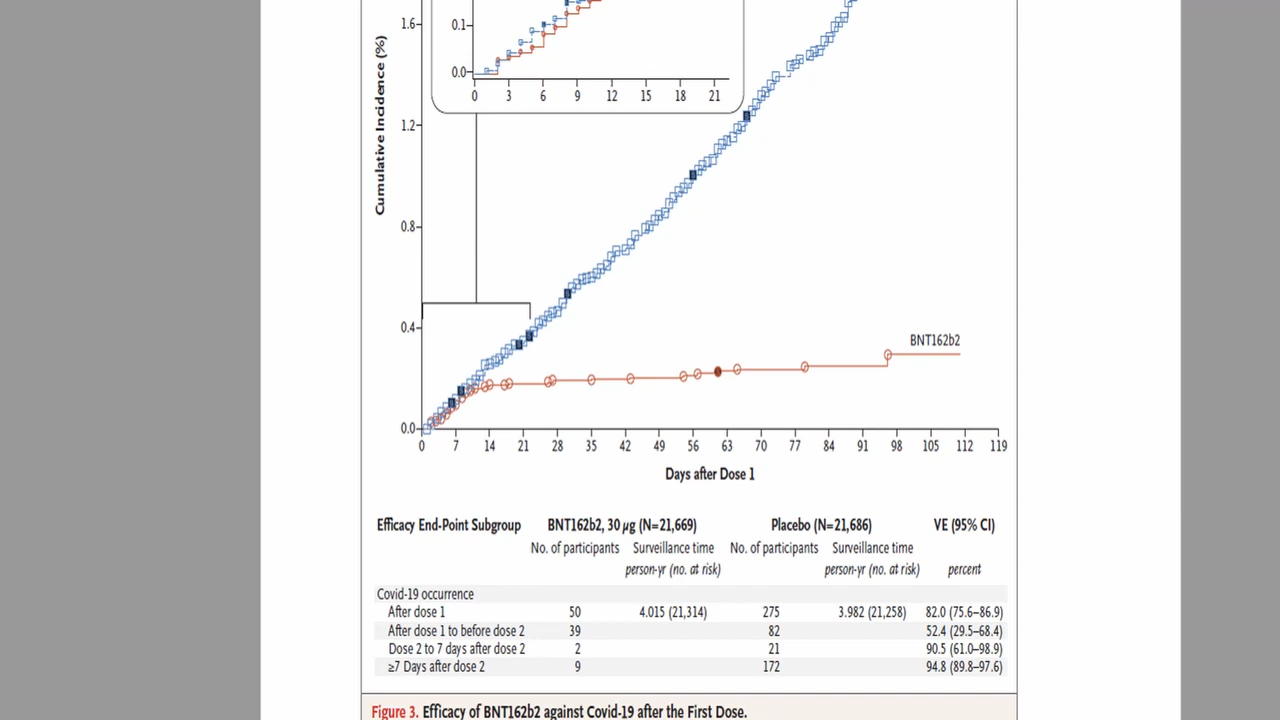 1.6
0.1
0.0
0 3 6 9 12 15 18 21
Cumulative Incidence (%)
1.2
0.8
0.4
BNT162b2
0.0
0 7 14 21 28 35 42 49 56 63 70 77 84 91 98 105 112 119
Days after Dose 1
Efficacy End-Point Subgroup BNT162b2, 30 μg (N=21,669) Placebo (N=21,686) VE (95% CI)
No. of participants Surveillance time No. of participants Surveillance time
person-yr (no. at risk) person-yr (no. at risk) percent
Covid-19 occurrence
After dose 1 50 4.015 (21,314) 275 3.982 (21,258) 82.0 (75.6–86.9)
After dose 1 to before dose 2 39 82 52.4 (29.5–68.4)
Dose 2 to 7 days after dose 2 2 21 90.5 (61.0–98.9)
≥7 Days after dose 2 9 172 94.8 (89.8–97.6)
Figure 3. Efficacy of BNT162b2 against Covid-19 after the First Dose.